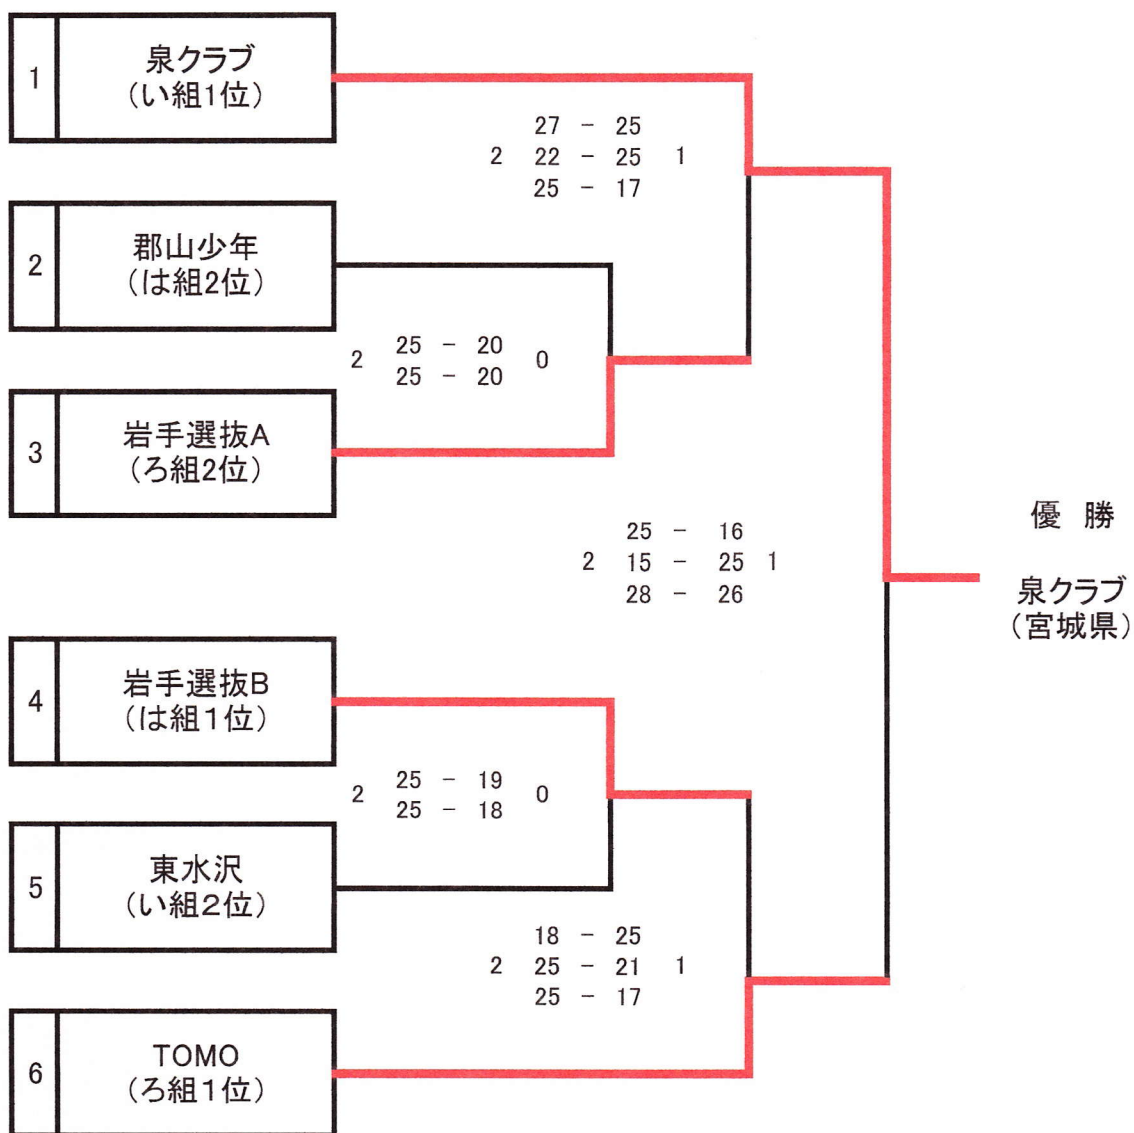 1
泉クラブ
(い組1位)
27 - 25
2 22 - 25 1
25 - 17
2
郡山少年
(は組2位)
25 - 20
2 0
25 - 20
3
岩手選抜A
(ろ組2位)
25 - 16
2 15 - 25 1
28 - 26
優 勝
泉クラブ
(宮城県)
4
岩手選抜B
(は組1位)
25 - 19
2 0
25 - 18
5
東水沢
(い組2位)
18 - 25
2 25 - 21 1
25 - 17
6
TOMO
(ろ組1位)